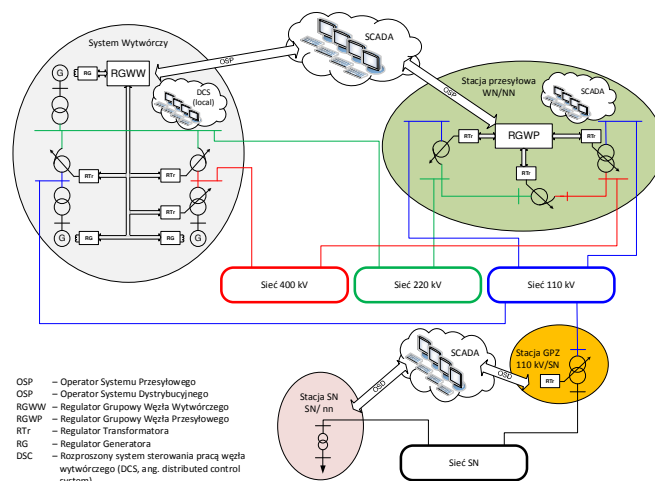 SCADA
System Wytwórczy
OSP
OSP
G
RG
RGWW
DCS
(local)
Stacja przesyłowa
WN/NN
SCADA
RTr
RGWP
RTr
RTr
RTr
RTr
RTr
G
RG
RG
G
Sieć 400 kV
Sieć 220 kV
Sieć 110 kV
SCADA
OSD
OSD
Stacja GPZ
110 kV/SN
RTr
Stacja SN
SN/ nn
Sieć SN
OSP – Operator Systemu Przesyłowego
OSP – Operator Systemu Dystrybucyjnego
RGWW – Regulator Grupowy Węzła Wytwórczego
RGWP – Regulator Grupowy Węzła Przesyłowego
RTr – Regulator Transformatora
RG – Regulator Generatora
DSC – Rozproszony system sterowania pracą węzła
wytwórczego (DCS, ang. distributed control
system)